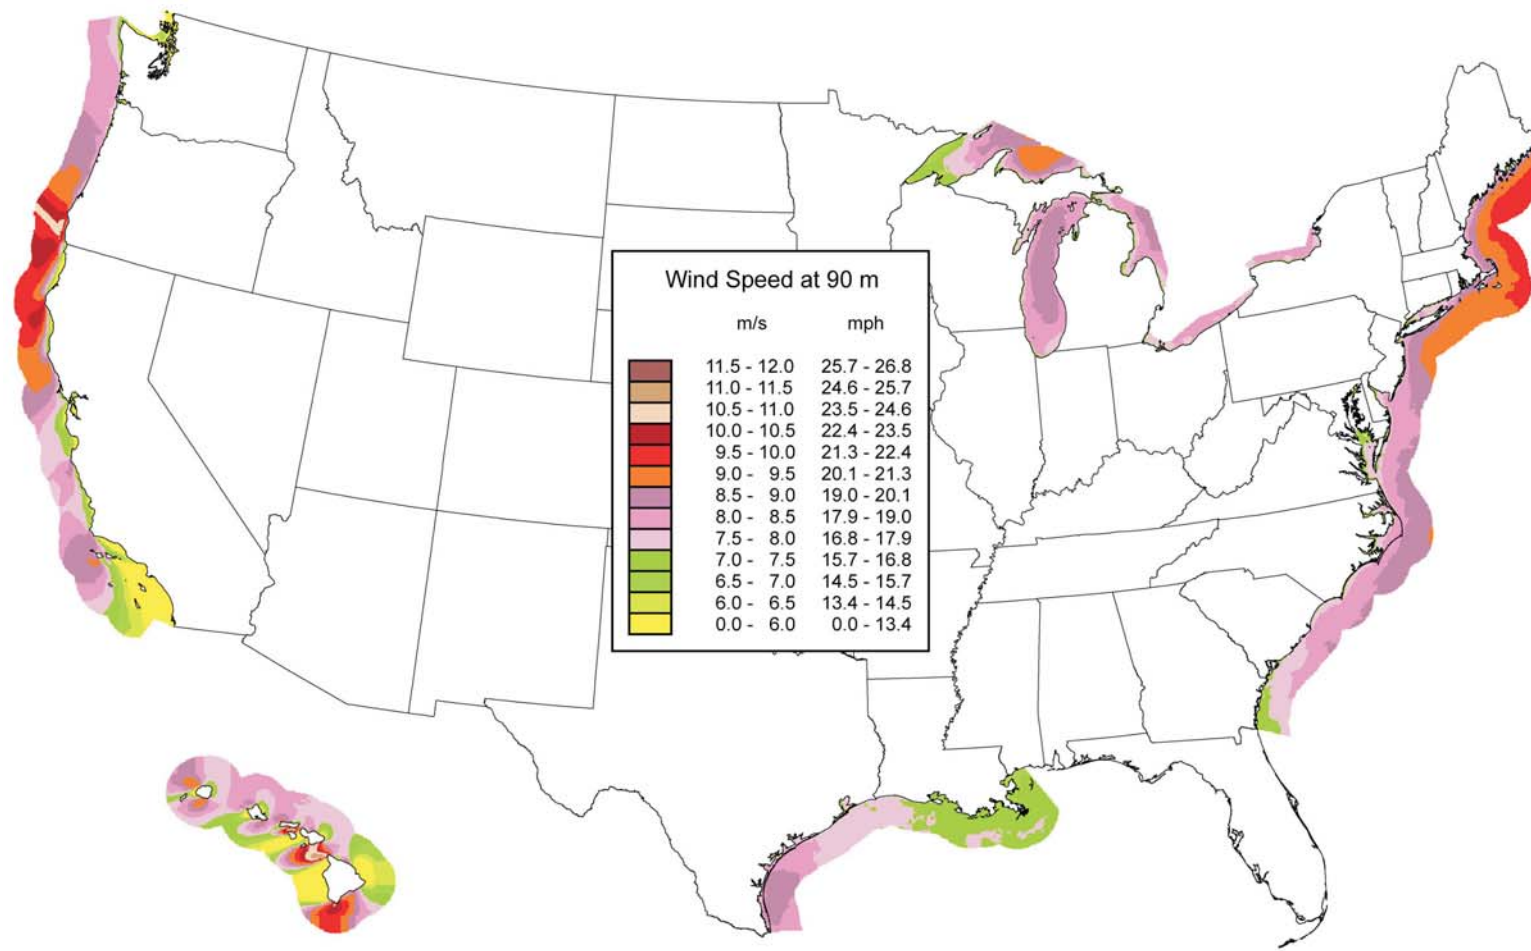 Wind Speed at 90 m
m/s mph
11.5 - 12.0 25.7 - 26.8
11.0 - 11.5 24.6 - 25.7
10.5 - 11.0 23.5 - 24.6
10.0 - 10.5 22.4 - 23.5
9.5 - 10.0 21.3 - 22.4
9.0 - 9.5 20.1 - 21.3
8.5 - 9.0 19.0 - 20.1
8.0 - 8.5 17.9 - 19.0
7.5 - 8.0 16.8 - 17.9
7.0 - 7.5 15.7 - 16.8
6.5 - 7.0 14.5 - 15.7
6.0 - 6.5 13.4 - 14.5
0.0 - 6.0 0.0 - 13.4